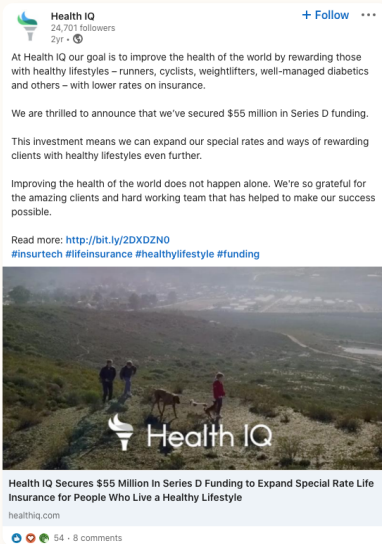 Health IQ
+ Follow
24,701 followers
2yr •
At Health IQ our goal is to improve the health of the world by rewarding those
with healthy lifestyles – runners, cyclists, weightlifters, well-managed diabetics
and others – with lower rates on insurance.
We are thrilled to announce that we've secured $55 million in Series D funding.
This investment means we can expand our special rates and ways of rewarding
clients with healthy lifestyles even further.
Improving the health of the world does not happen alone. We're so grateful for
the amazing clients and hard working team that has helped to make our success
possible.
Read more: http://bit.ly/2DXDZN0
#insurtech #lifeinsurance #healthylifestyle #funding
Health IQ
Health IQ Secures $55 Million In Series D Funding to Expand Special Rate Life
Insurance for People Who Live a Healthy Lifestyle
healthiq.com
54 · 8 comments